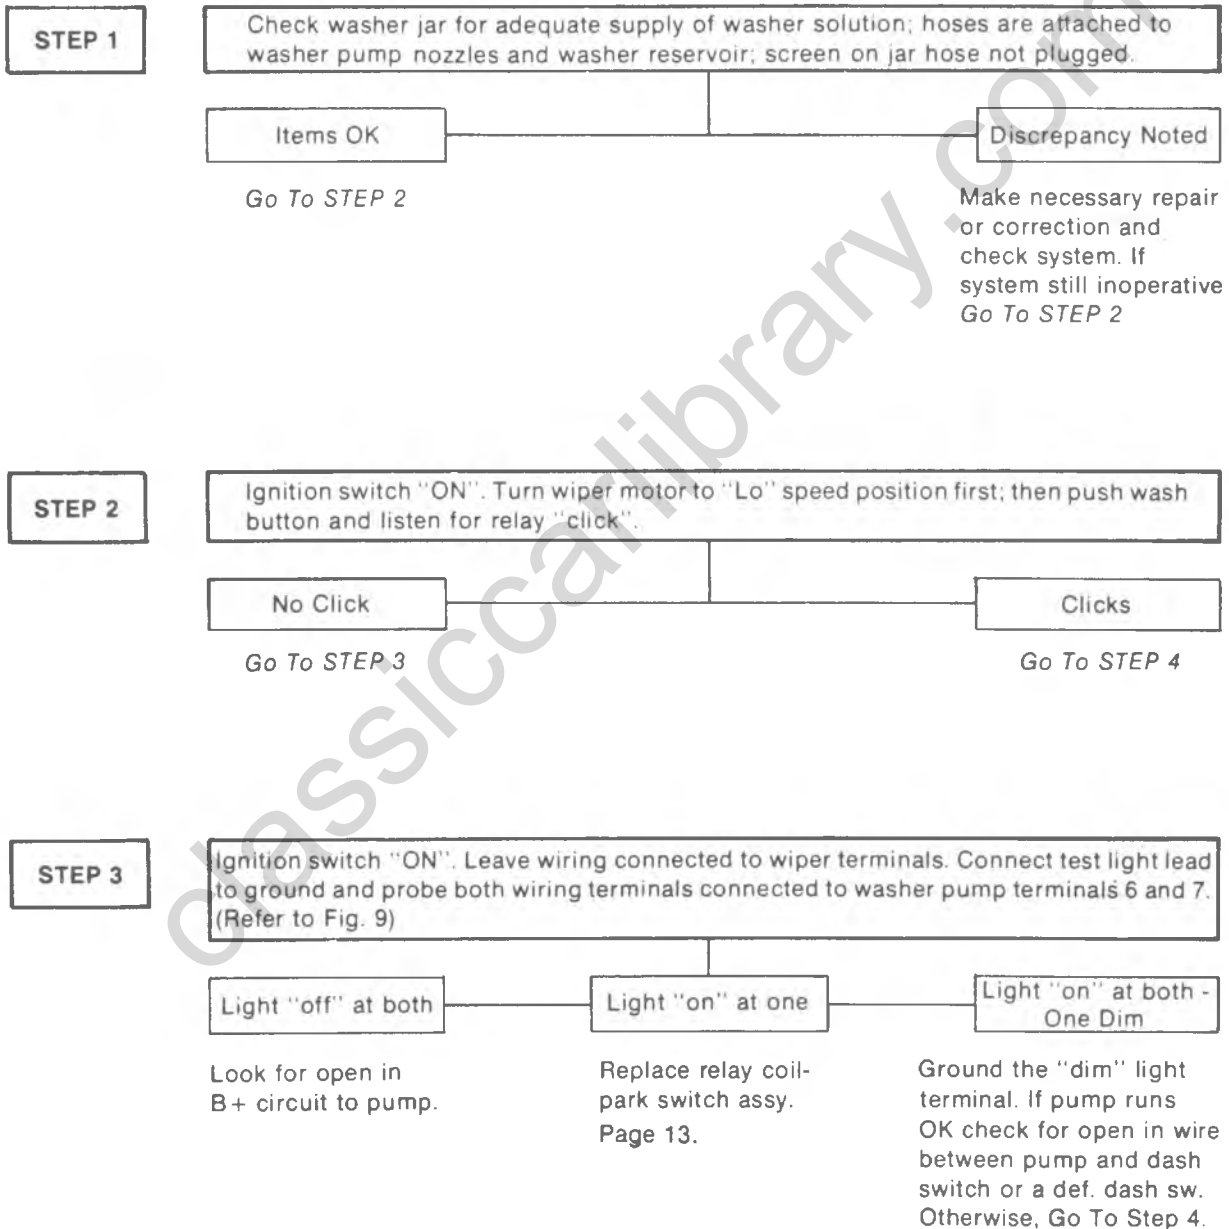 STEP 1
Check washer jar for adequate supply of washer solution; hoses are attached to
washer pump nozzles and washer reservoir; screen on jar hose not plugged.
Items OK
Go To STEP 2
Discrepancy Noted
Make necessary repair
or correction and
check system. If
system still inoperative
Go To STEP 2
STEP 2
Ignition switch "ON". Turn wiper motor to "Lo" speed position first; then push wash
button and listen for relay "click".
No Click
Go To STEP 3
Clicks
Go To STEP 4
STEP 3
Ignition switch "ON". Leave wiring connected to wiper terminals. Connect test light lead
to ground and probe both wiring terminals connected to washer pump terminals 6 and 7.
(Refer to Fig. 9)
Light "off" at both
Look for open in
B+ circuit to pump.
Light "on" at one
Replace relay coil-
park switch assy.
Page 13.
Light "on" at both -
One Dim
Ground the "dim" light
terminal. If pump runs
OK check for open in wire
between pump and dash
switch or a def. dash sw.
Otherwise, Go To Step 4.
classiccarlibrary.com